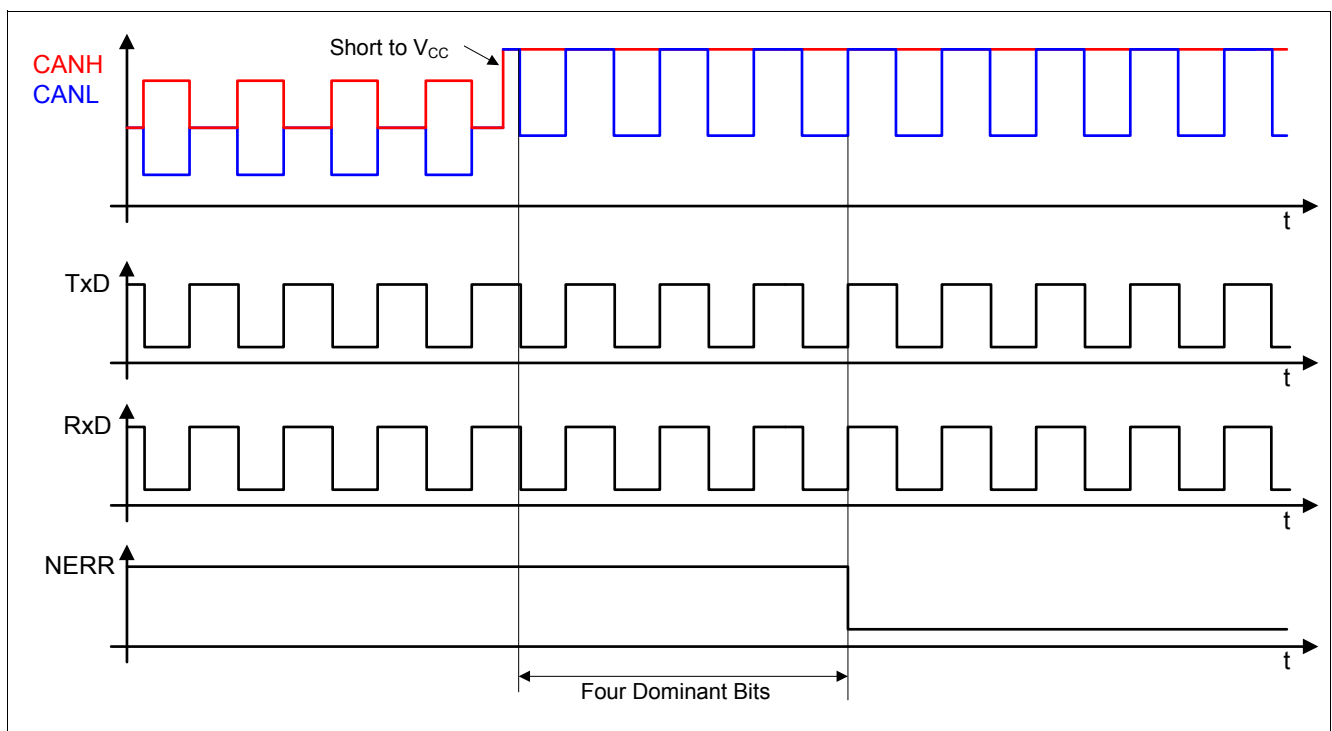 Short to VCC
CANH
CANL
t
TxD
t
RxD
t
NERR
t
Four Dominant Bits